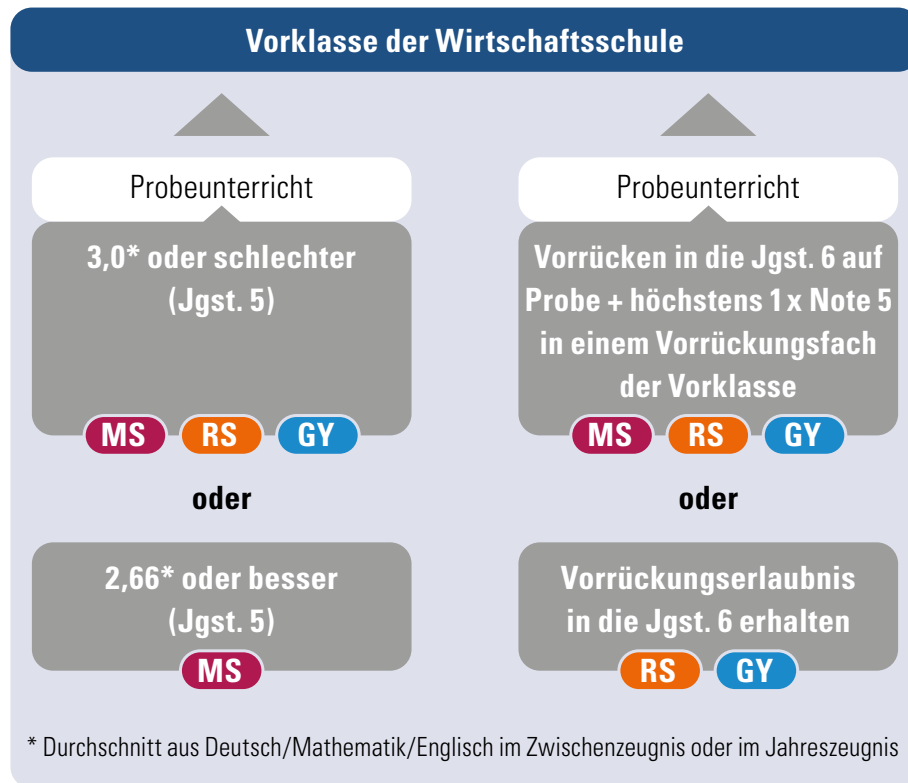 Vorklasse der Wirtschaftsschule
Probeunterricht
3,0* oder schlechter
(Jgst. 5)
MS RS GY
oder
2,66* oder besser
(Jgst. 5)
MS
Probeunterricht
Vorrücken in die Jgst. 6 auf
Probe + höchstens 1 x Note 5
in einem Vorrückungsfach
der Vorklasse
MS RS GY
oder
Vorrückungserlaubnis
in die Jgst. 6 erhalten
RS GY
* Durchschnitt aus Deutsch/Mathematik/Englisch im Zwischenzeugnis oder im Jahreszeugnis